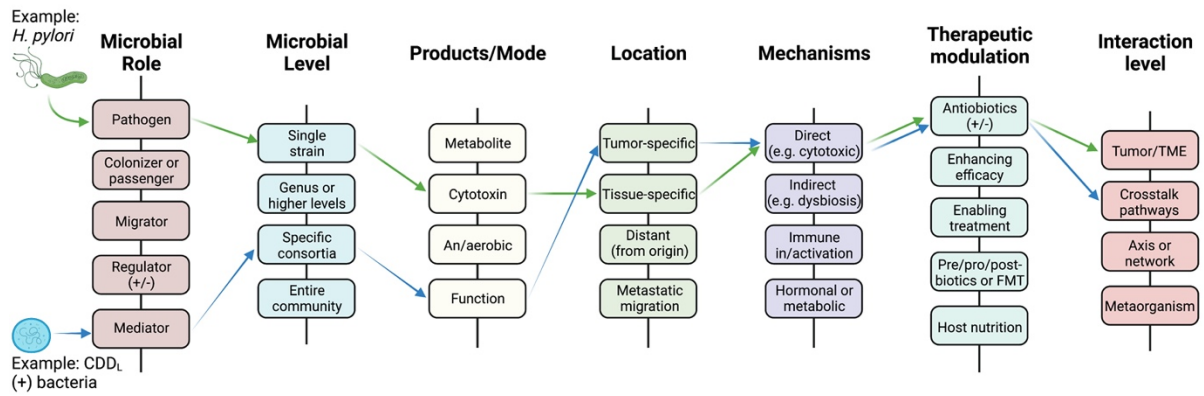 Example:
H. pylori
Microbial
Role
Pathogen
Colonizer or
passenger
Migrator
Regulator
(+/-)
Mediator
Example: CDDL
(+) bacteria
Microbial
Level
Single
strain
Genus or
higher levels
Specific
consortia
Entire
community
Products/Mode
Metabolite
Cytotoxin
An/aerobic
Function
Location
Tumor-specific
Tissue-specific
Distant
(from origin)
Metastatic
migration
Mechanisms
Direct
(e.g. cytotoxic)
Indirect
(e.g. dysbiosis)
Immune
in/activation
Hormonal or
metabolic
Therapeutic
modulation
Antibiotics
(+/-)
Enhancing
efficacy
Enabling
treatment
Pre/pro/post-
biotics or FMT
Host nutrition
Interaction
level
Tumor/TME
Crosstalk
pathways
Axis or
network
Metaorganism